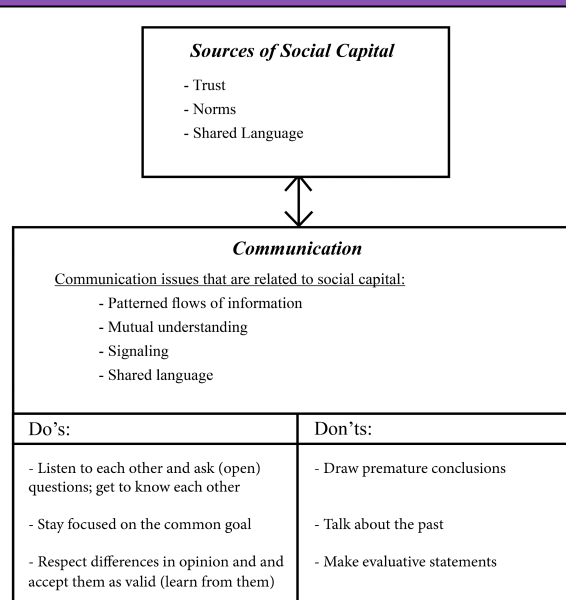 Sources of Social Capital
- Trust
- Norms
- Shared Language
Communication
Communication issues that are related to social capital:
- Patterned flows of information
- Mutual understanding
- Signaling
- Shared language
Do's:
Don'ts:
- Listen to each other and ask (open)
questions; get to know each other
- Draw premature conclusions
- Stay focused on the common goal
- Talk about the past
- Respect differences in opinion and and
accept them as valid (learn from them)
- Make evaluative statements